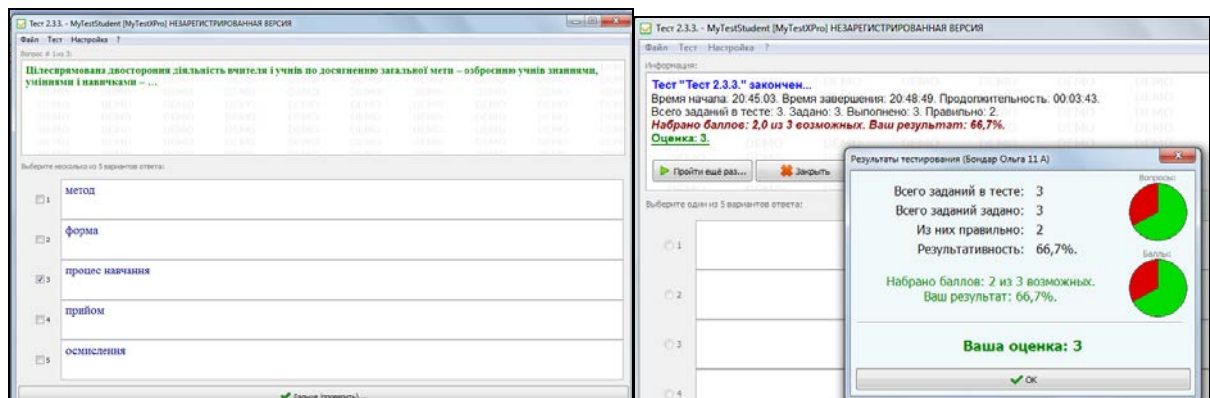 Тест 2.3.3. - MyTestStudent [MyTestXPro] НЕЗАРЕГИСТРИРОВАННАЯ ВЕРСИЯ
Файл Тест Настройка ?
Вопрос # 1 из 3:
Цілеспрямована двостороння діяльність вчителя і учнів по досягненню загальної мети – озброєнню учнів знаннями,
уміннями і навичками – …
Выберите несколько из 5 вариантов ответа:
1 метод
2 форма
3 процес навчання
4 прийом
5 осмислення
Дальше (проверить)...
Тест 2.3.3. - MyTestStudent [MyTestXPro] НЕЗАРЕГИСТРИРОВАННАЯ ВЕРСИЯ
Файл Тест Настройка ?
Информация:
Тест "Тест 2.3.3." закончен...
Время начала: 20:45:03. Время завершения: 20:48:49. Продолжительность: 00:03:43.
Всего заданий в тесте: 3. Задано: 3. Выполнено: 3. Правильно: 2.
Набрано баллов: 2,0 из 3 возможных. Ваш результат: 66,7%.
Оценка: 3.
Пройти ещё раз... Закрыть
Выберите один из 5 вариантов ответа:
1
2
3
4
Результаты тестирования (Бондар Ольга 11 А)
Вопросы:
Всего заданий в тесте: 3
Всего заданий задано: 3
Из них правильно: 2
Результативность: 66,7%.
Баллы:
Набрано баллов: 2 из 3 возможных.
Ваш результат: 66,7%.
Ваша оценка: 3
OK